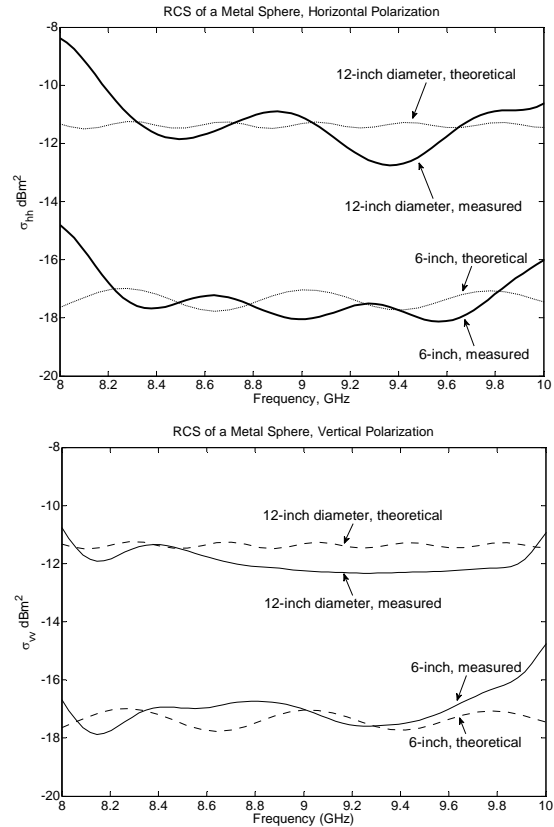 RCS of a Metal Sphere, Horizontal Polarization
-8
-10
-12
-14
-16
-18
-20
σhh dBm²
12-inch diameter, theoretical
12-inch diameter, measured
6-inch, theoretical
6-inch, measured
8 8.2 8.4 8.6 8.8 9 9.2 9.4 9.6 9.8 10
Frequency, GHz
RCS of a Metal Sphere, Vertical Polarization
-8
-10
-12
-14
-16
-18
-20
σvv dBm²
12-inch diameter, theoretical
12-inch diameter, measured
6-inch, measured
6-inch, theoretical
8 8.2 8.4 8.6 8.8 9 9.2 9.4 9.6 9.8 10
Frequency (GHz)